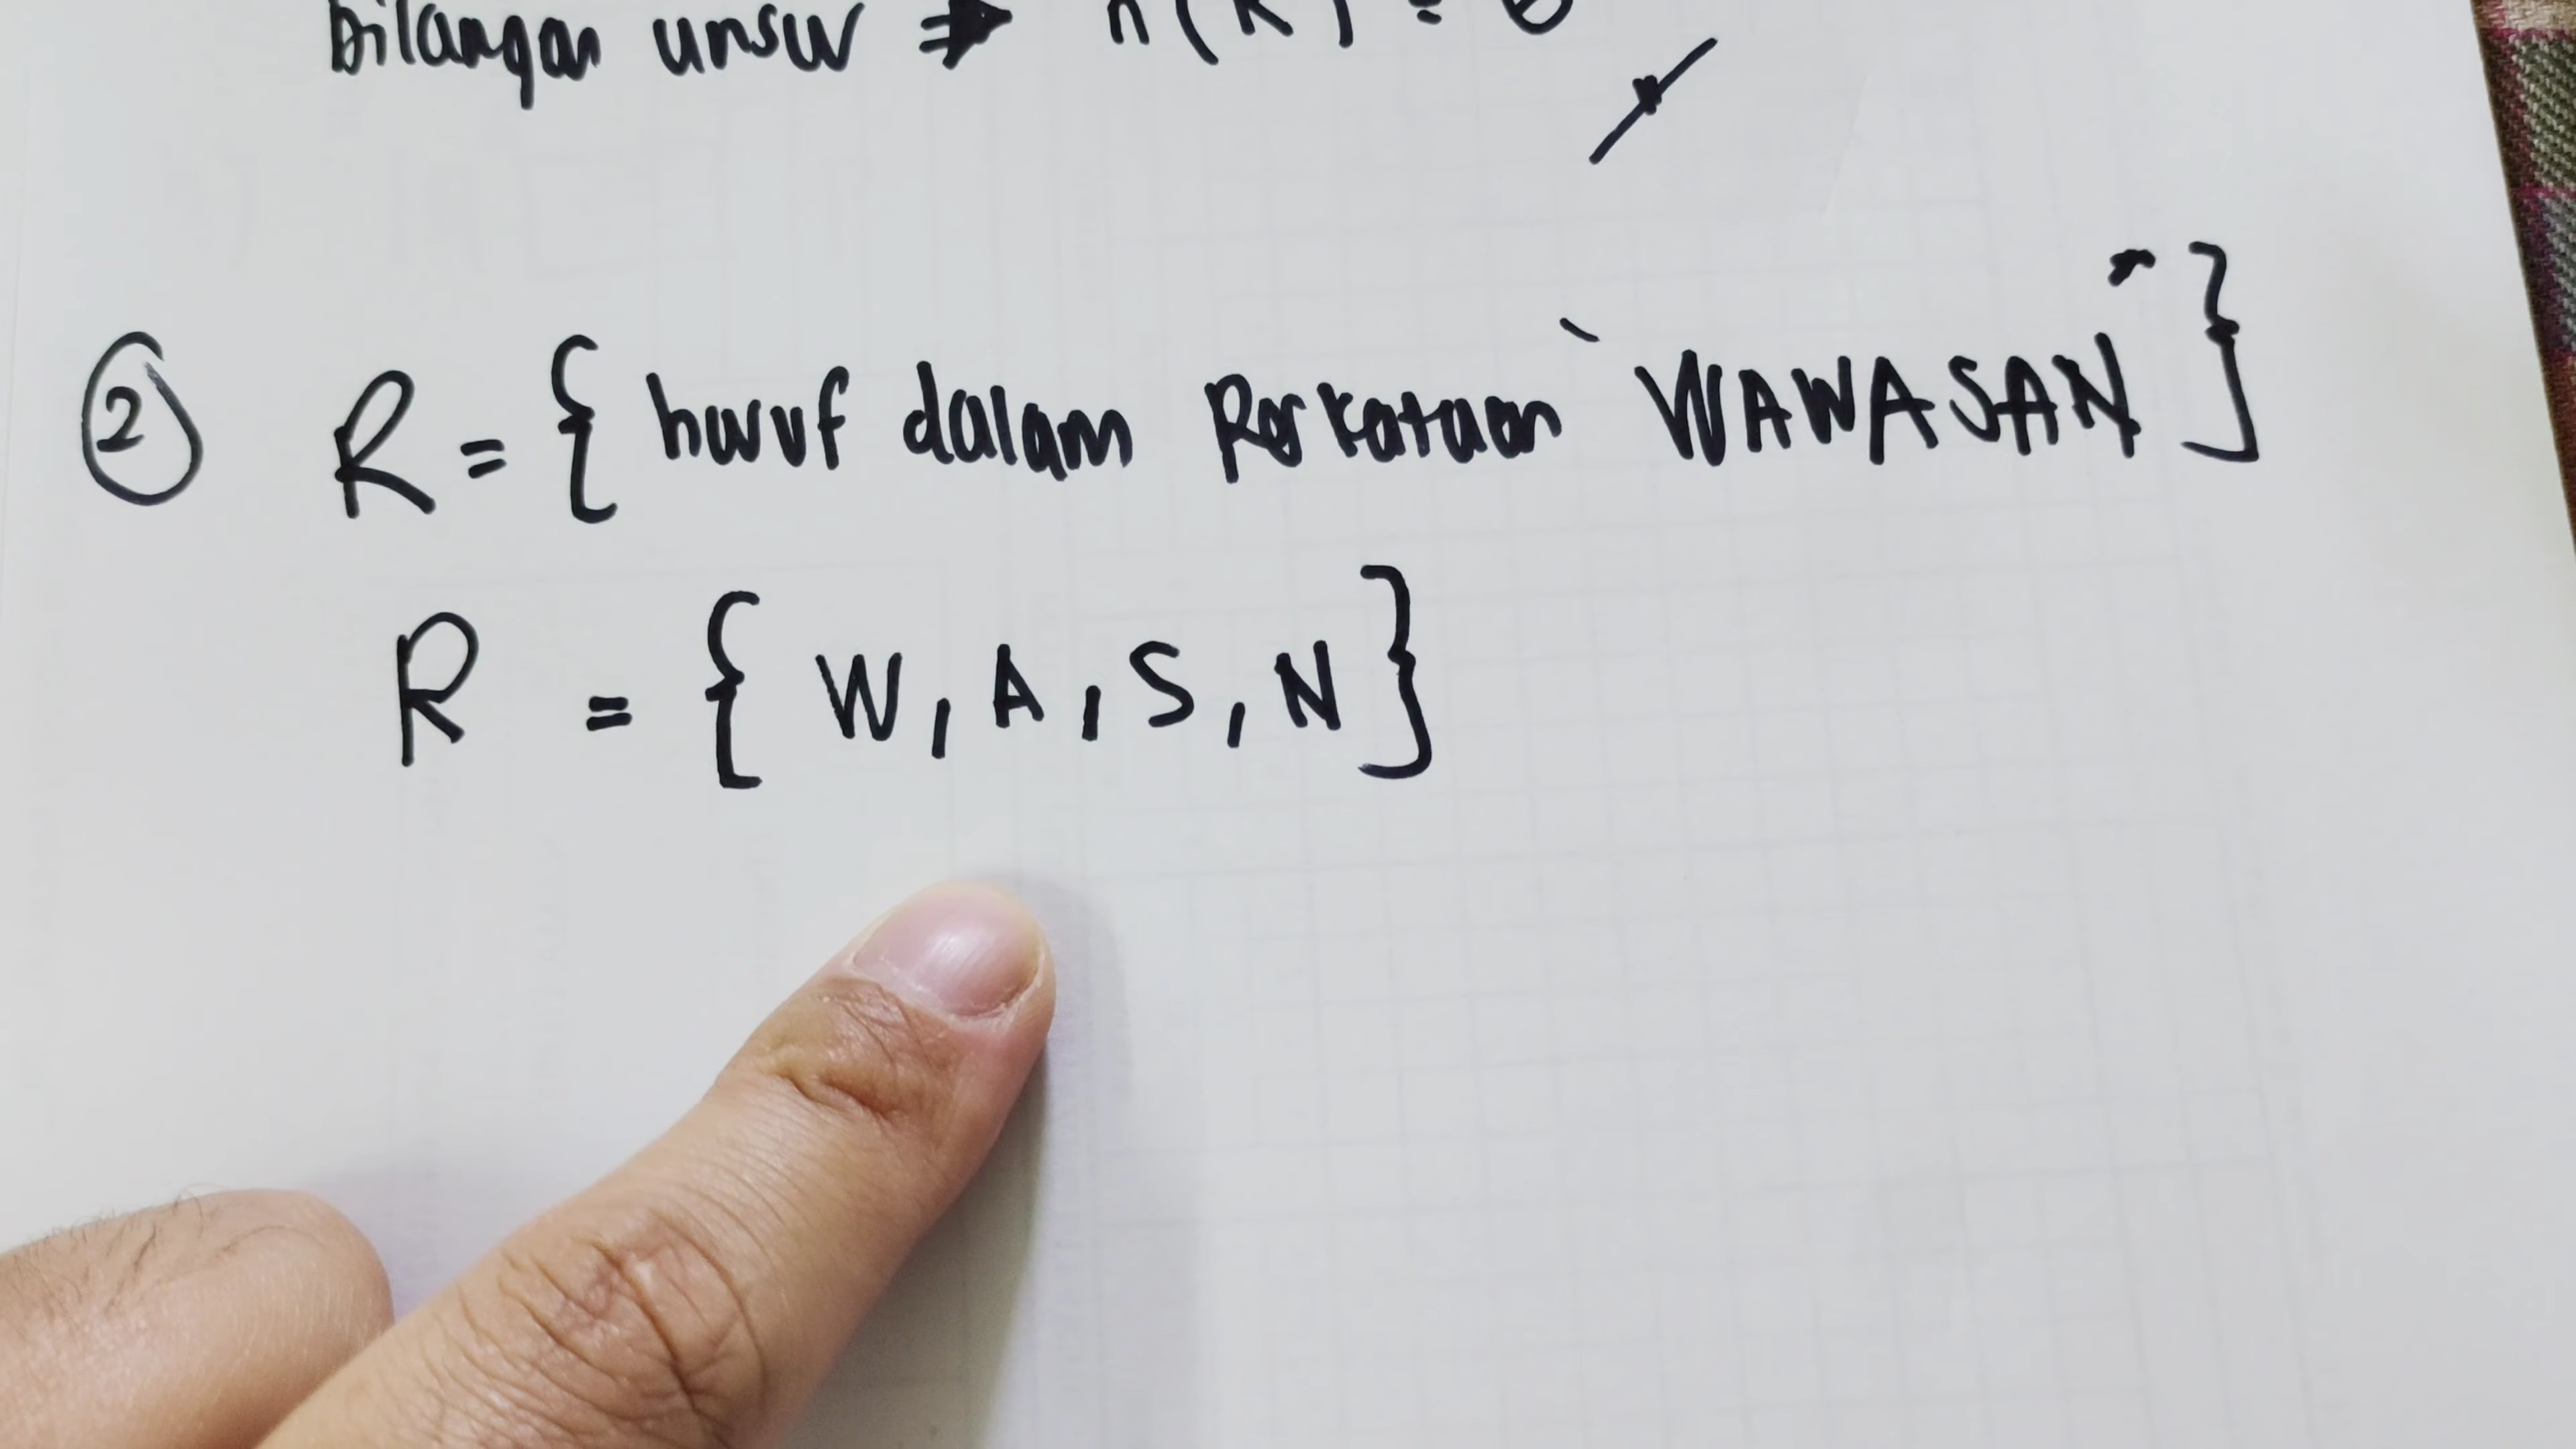 Bilangan unsur ⇒ n(K) =
② R = { huruf dalam Perkataan `WAWASAN" }
R = { W, A, S, N }